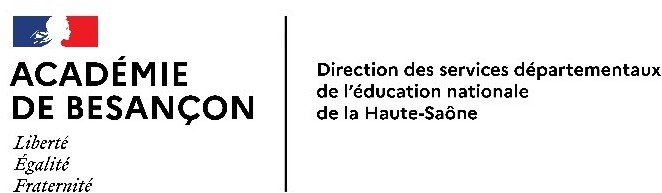 ACADÉMIE
DE BESANÇON
Liberté
Égalité
Fraternité
Direction des services départementaux
de l'éducation nationale
de la Haute-Saône